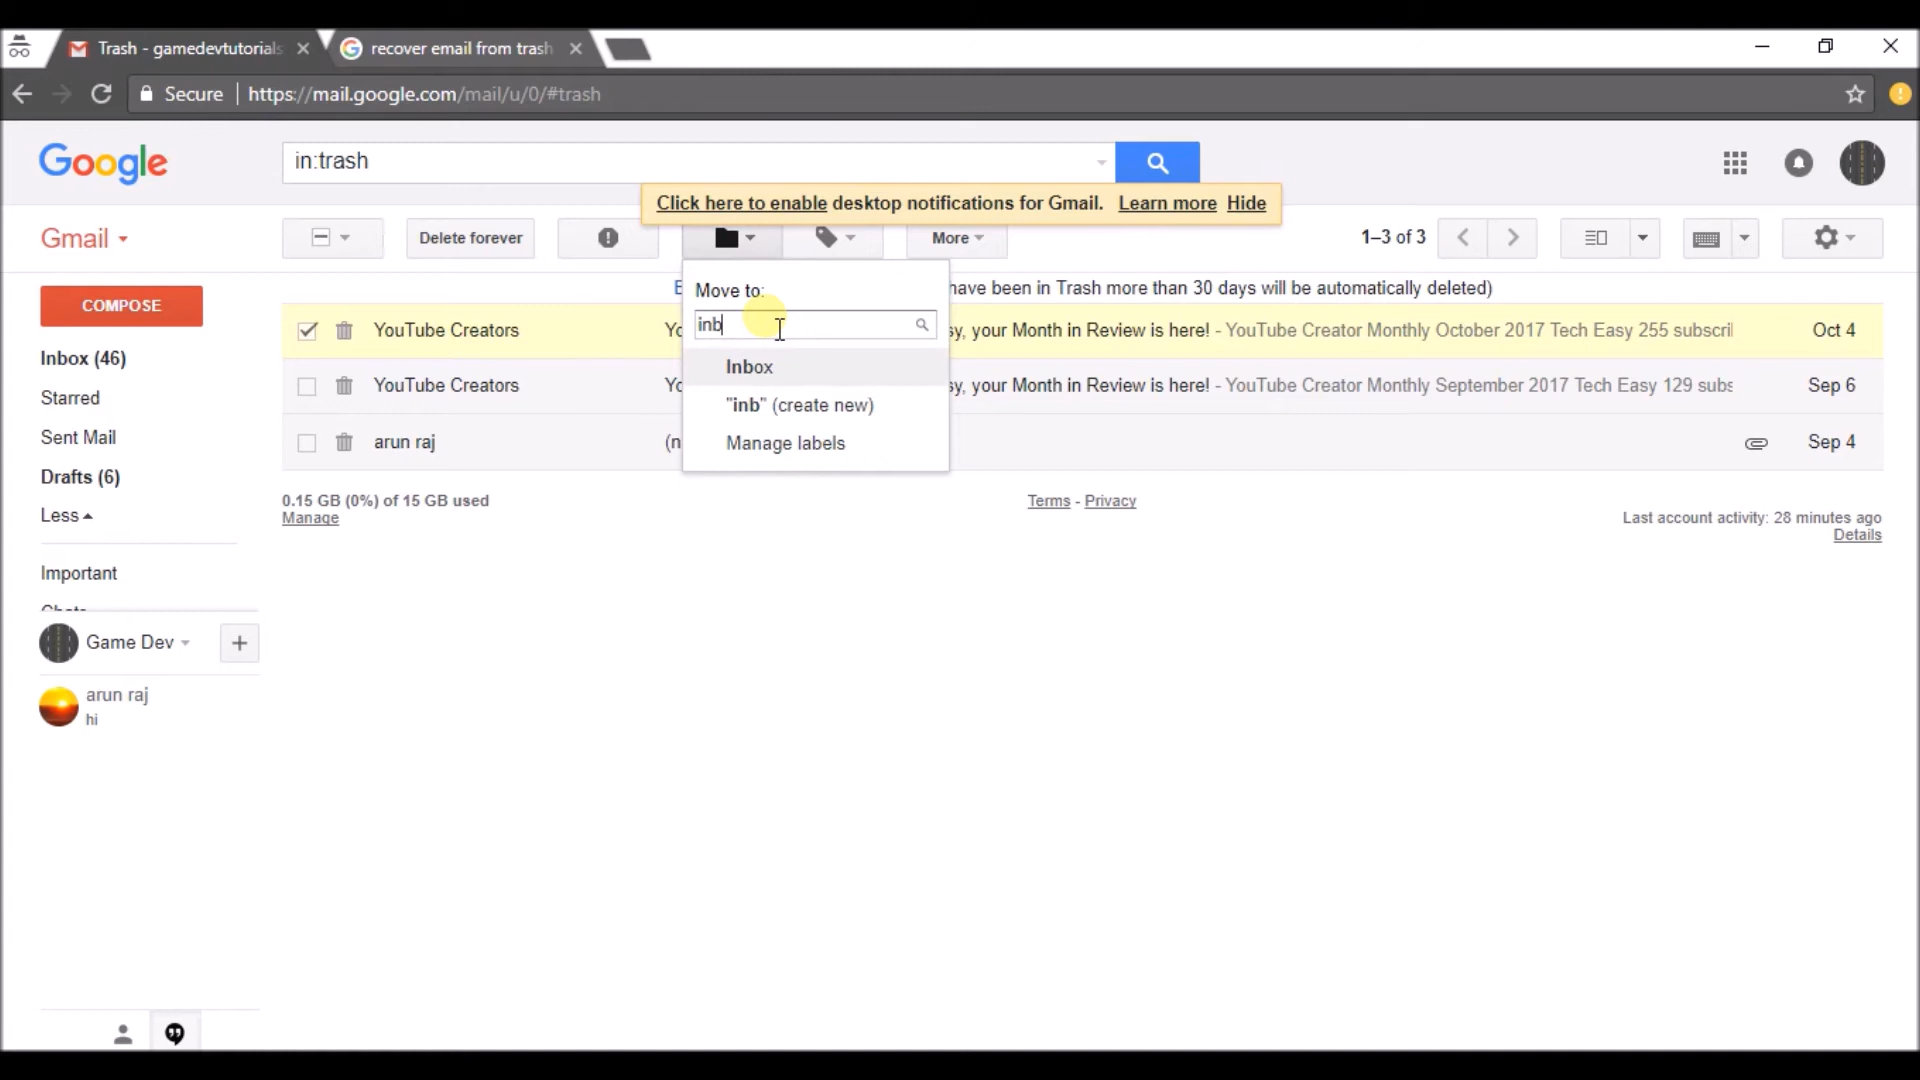 Trash - gamedevtutorials
recover email from trash
Secure https://mail.google.com/mail/u/0/#trash
Google
in:trash
Click here to enable desktop notifications for Gmail. Learn more Hide
Gmail
Delete forever
More
1–3 of 3
Move to:
have been in Trash more than 30 days will be automatically deleted)
COMPOSE
inb
YouTube Creators
your Month in Review is here! - YouTube Creator Monthly October 2017 Tech Easy 255 subscri
Oct 4
Inbox (46)
Inbox
YouTube Creators
your Month in Review is here! - YouTube Creator Monthly September 2017 Tech Easy 129 subs
Sep 6
Starred
"inb" (create new)
Sent Mail
arun raj
Manage labels
Sep 4
Drafts (6)
Less
0.15 GB (0%) of 15 GB used
Manage
Terms - Privacy
Last account activity: 28 minutes ago
Details
Important
Chats
Game Dev
arun raj
hi